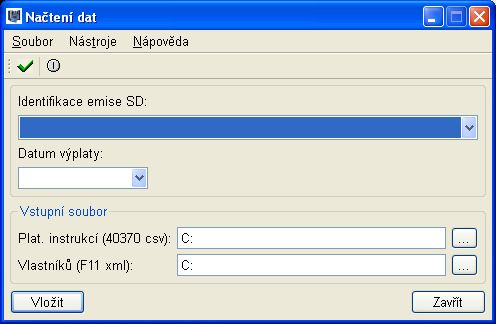 Načtení dat
Soubor Nástroje Nápověda
Identifikace emise SD:
Datum výplaty:
Vstupní soubor
Plat. instrukcí (40370 csv): C: ...
Vlastníků (F11 xml): C: ...
Vložit Zavřít